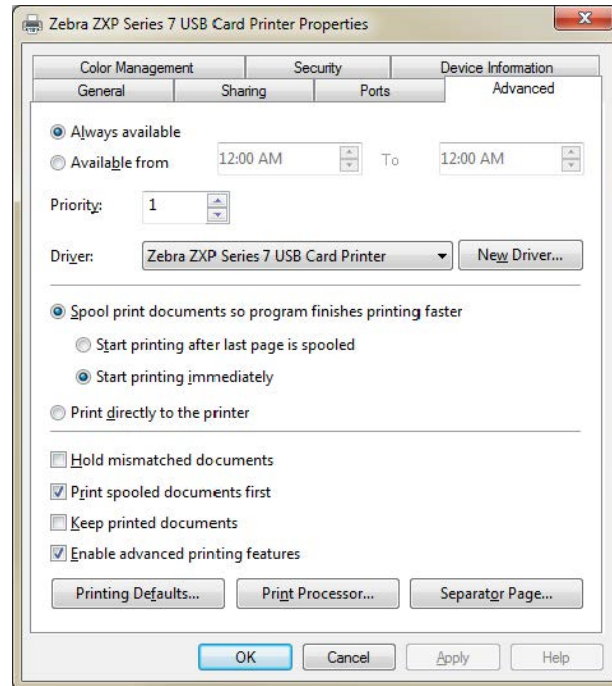 Zebra ZXP Series 7 USB Card Printer Properties
Color Management Security Device Information
General Sharing Ports Advanced
Always available
Available from 12:00 AM To 12:00 AM
Priority: 1
Driver: Zebra ZXP Series 7 USB Card Printer New Driver...
Spool print documents so program finishes printing faster
Start printing after last page is spooled
Start printing immediately
Print directly to the printer
Hold mismatched documents
Print spooled documents first
Keep printed documents
Enable advanced printing features
Printing Defaults... Print Processor... Separator Page...
OK Cancel Apply Help